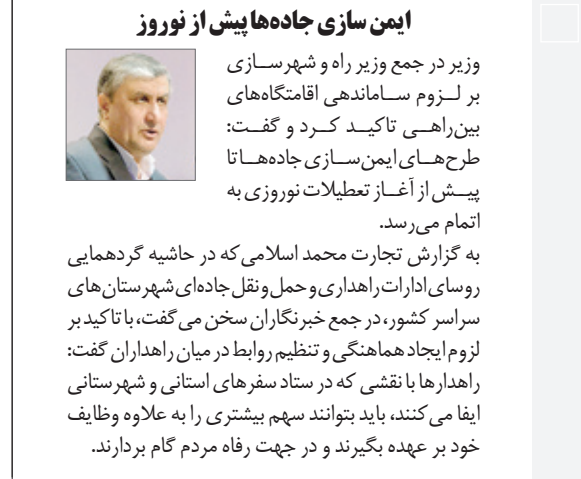 ایمن سازی جاده‌ها پیش از نوروز
وزیر در جمع وزیر راه و شهرسازی
بر لزوم ساماندهی اقامتگاه‌های
بین‌راهی تاکید کرد و گفت:
طرح‌های ایمن‌سازی جاده‌ها تا
پیش از آغاز تعطیلات نوروزی به
اتمام می‌رسد.
به گزارش تجارت محمد اسلامی که در حاشیه گردهمایی
روسای ادارات راهداری و حمل و نقل جاده‌ای شهرستان‌های
سراسر کشور، در جمع خبرنگاران سخن می‌گفت، با تاکید بر
لزوم ایجاد هماهنگی و تنظیم روابط در میان راهداران گفت:
راهدارها با نقشی که در ستاد سفرهای استانی و شهرستانی
ایفا می‌کنند، باید بتوانند سهم بیشتری را به علاوه وظایف
خود بر عهده بگیرند و در جهت رفاه مردم گام بردارند.